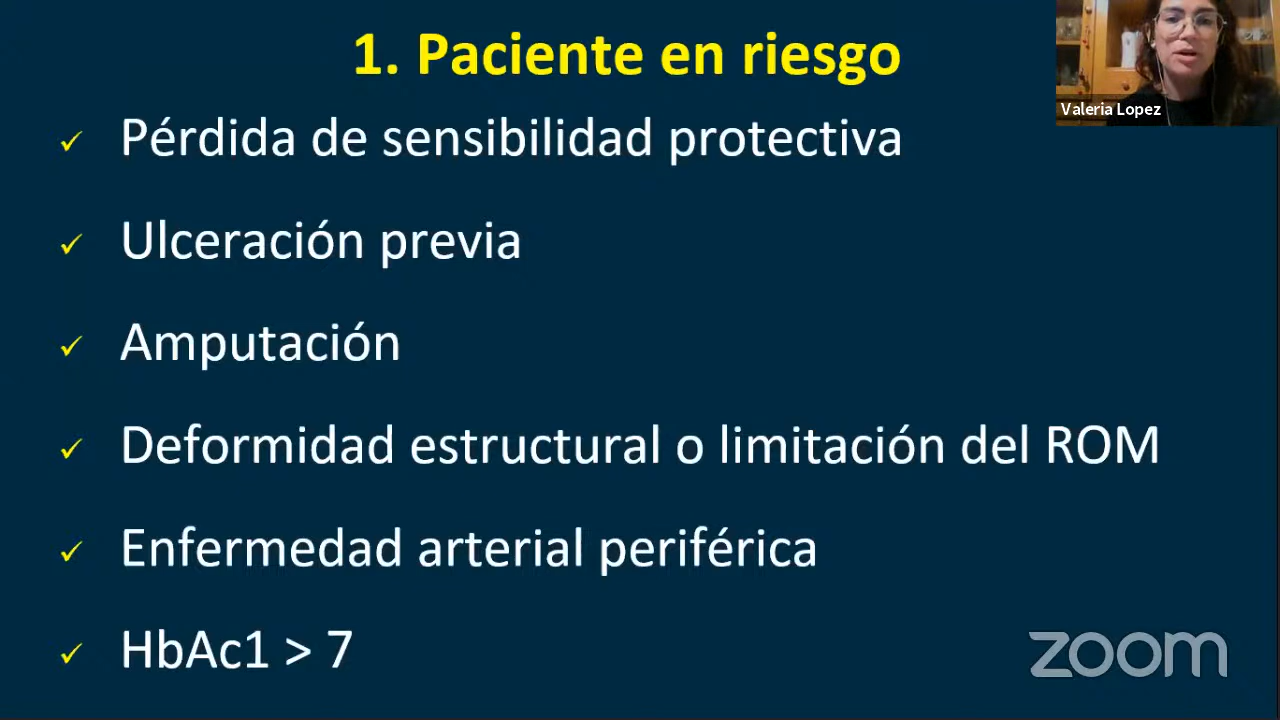 1. Paciente en riesgo
Valeria Lopez
Pérdida de sensibilidad protectiva
Ulceración previa
Amputación
Deformidad estructural o limitación del ROM
Enfermedad arterial periférica
HbAc1 > 7
zoom